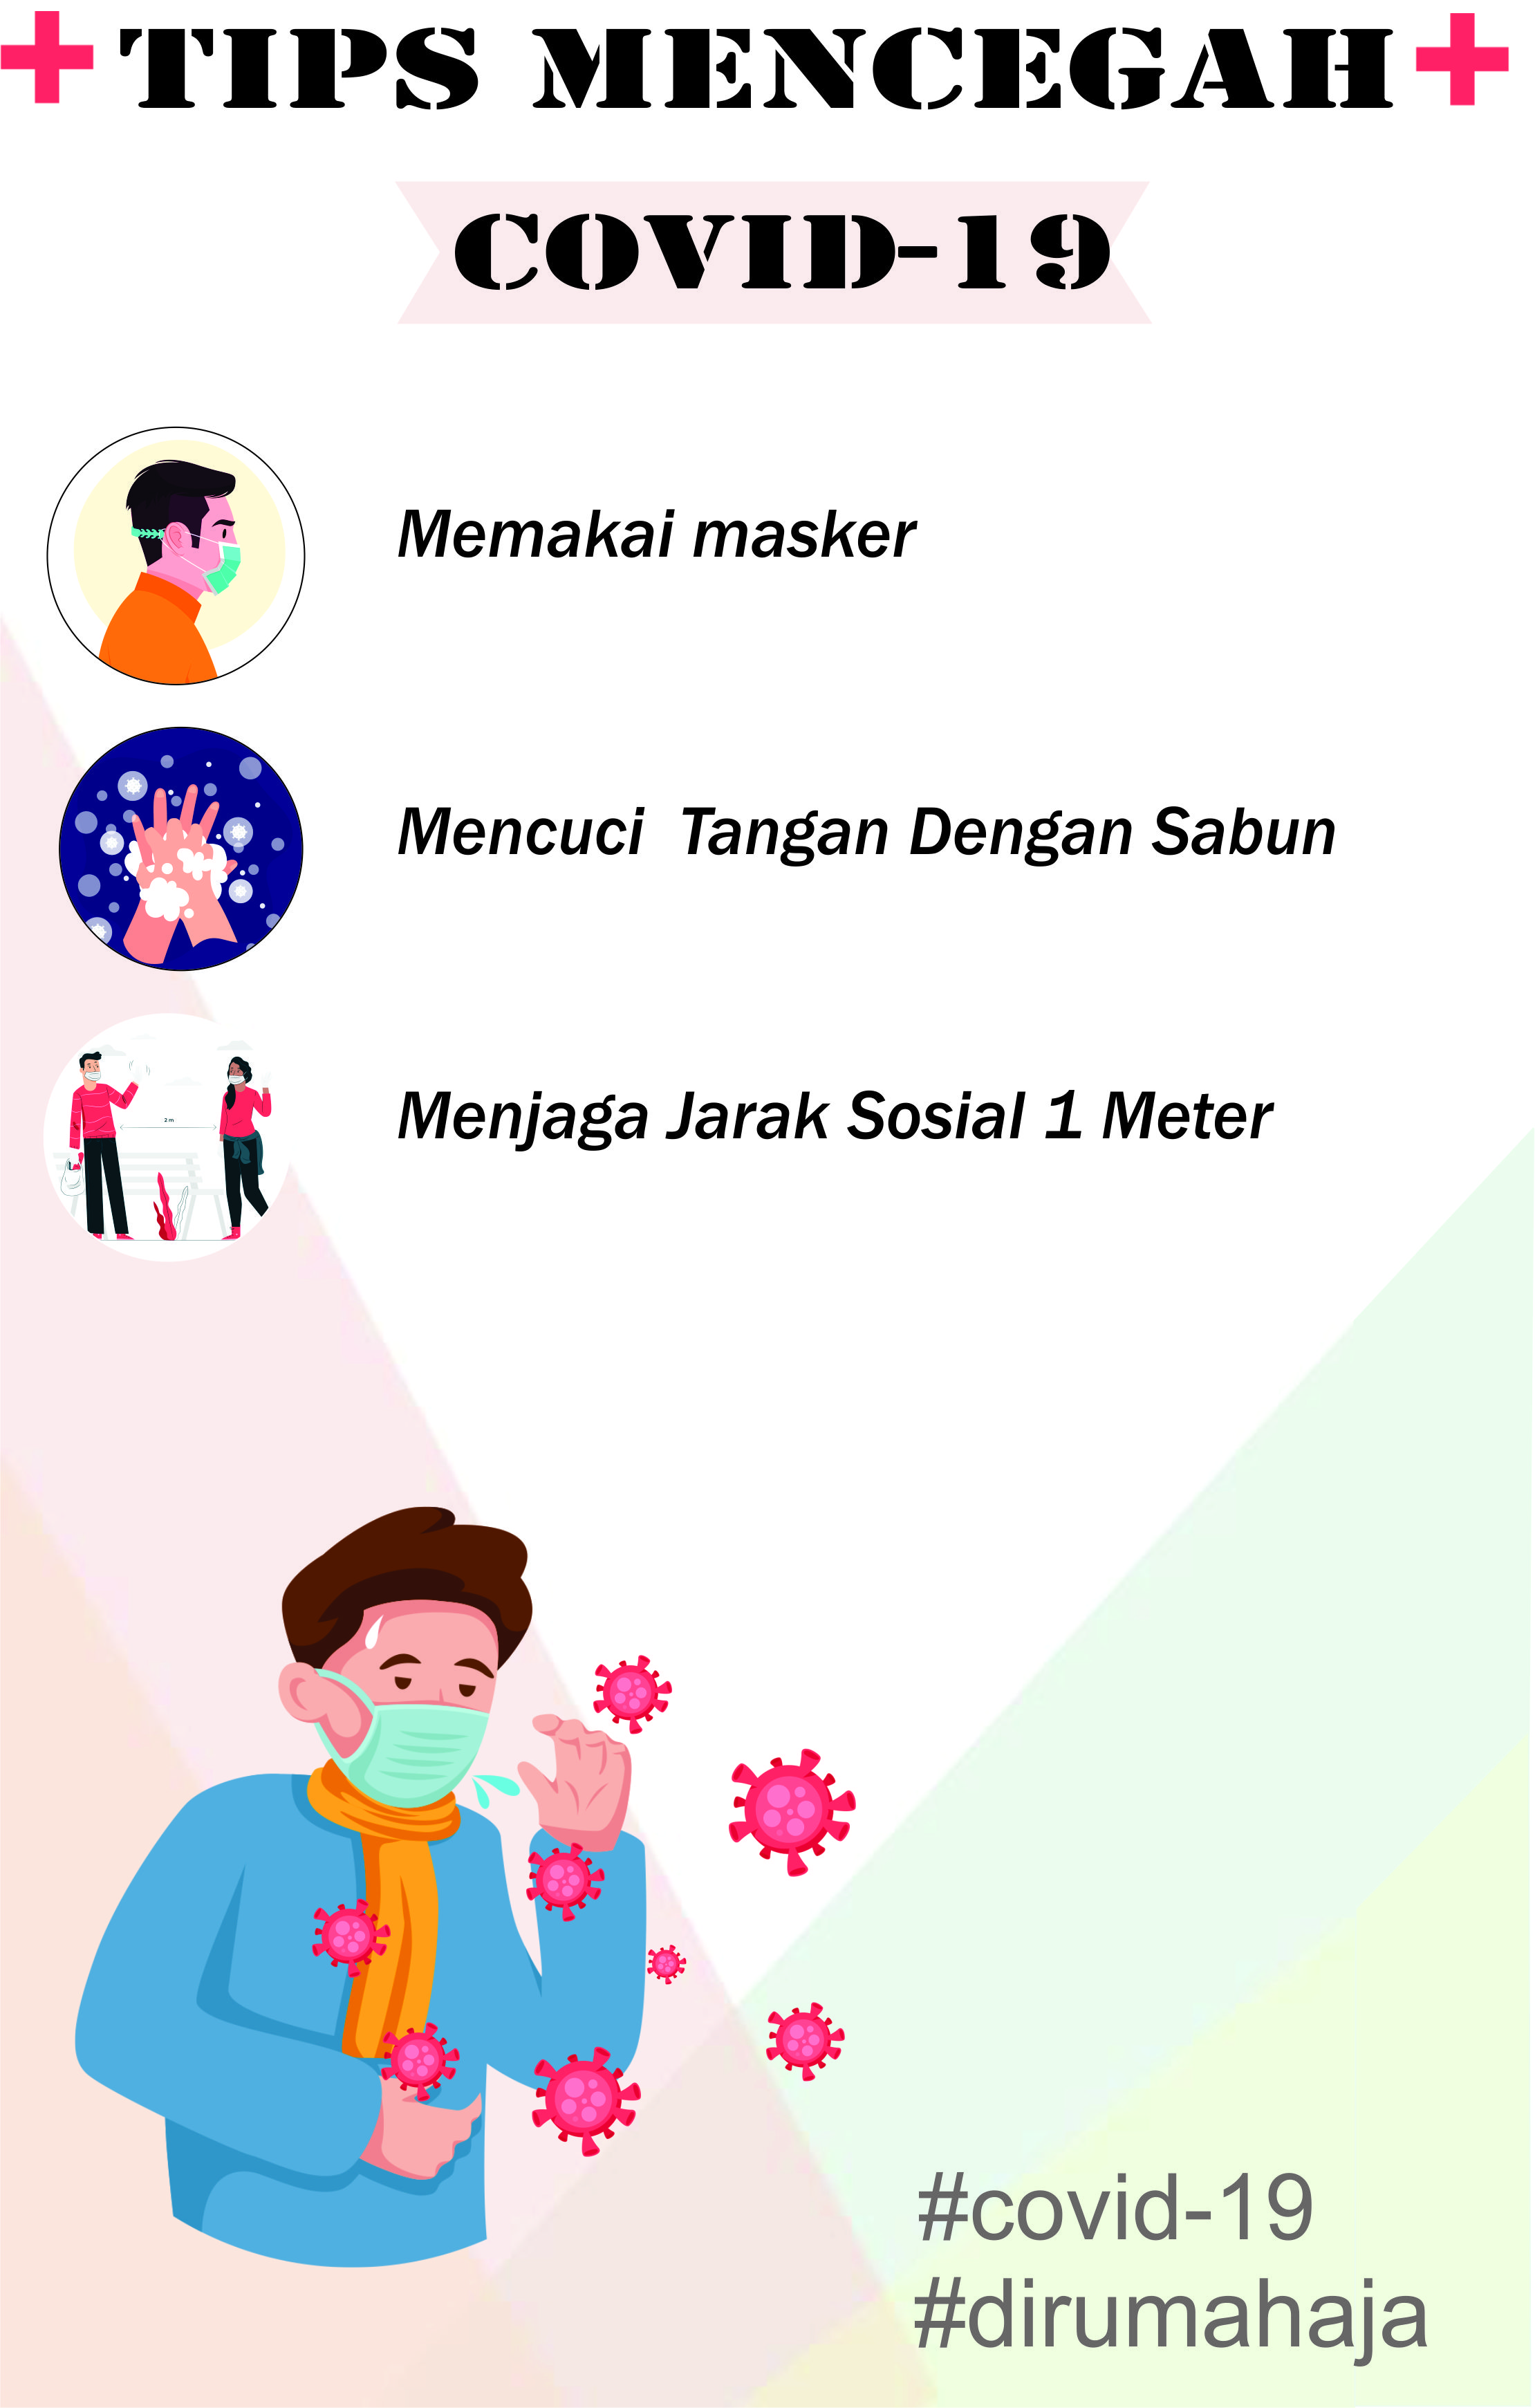 TIPS MENCEGAH
COVID-19
Memakai masker
Mencuci Tangan Dengan Sabun
2 m
Menjaga Jarak Sosial 1 Meter
#covid-19
#dirumahaja